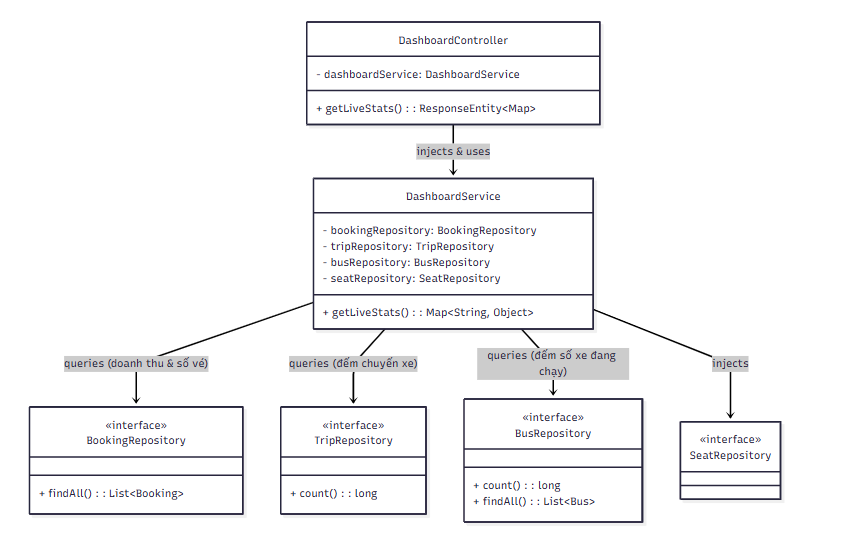 DashboardController
- dashboardService: DashboardService
+ getLiveStats() : : ResponseEntity<Map>
injects & uses
DashboardService
- bookingRepository: BookingRepository
- tripRepository: TripRepository
- busRepository: BusRepository
- seatRepository: SeatRepository
+ getLiveStats() : : Map<String, Object>
queries (doanh thu & số vé)
queries (đếm chuyến xe)
queries (đếm số xe đang
chạy)
injects
«interface»
BookingRepository
+ findAll() : : List<Booking>
«interface»
TripRepository
+ count() : : long
«interface»
BusRepository
+ count() : : long
+ findAll() : : List<Bus>
«interface»
SeatRepository